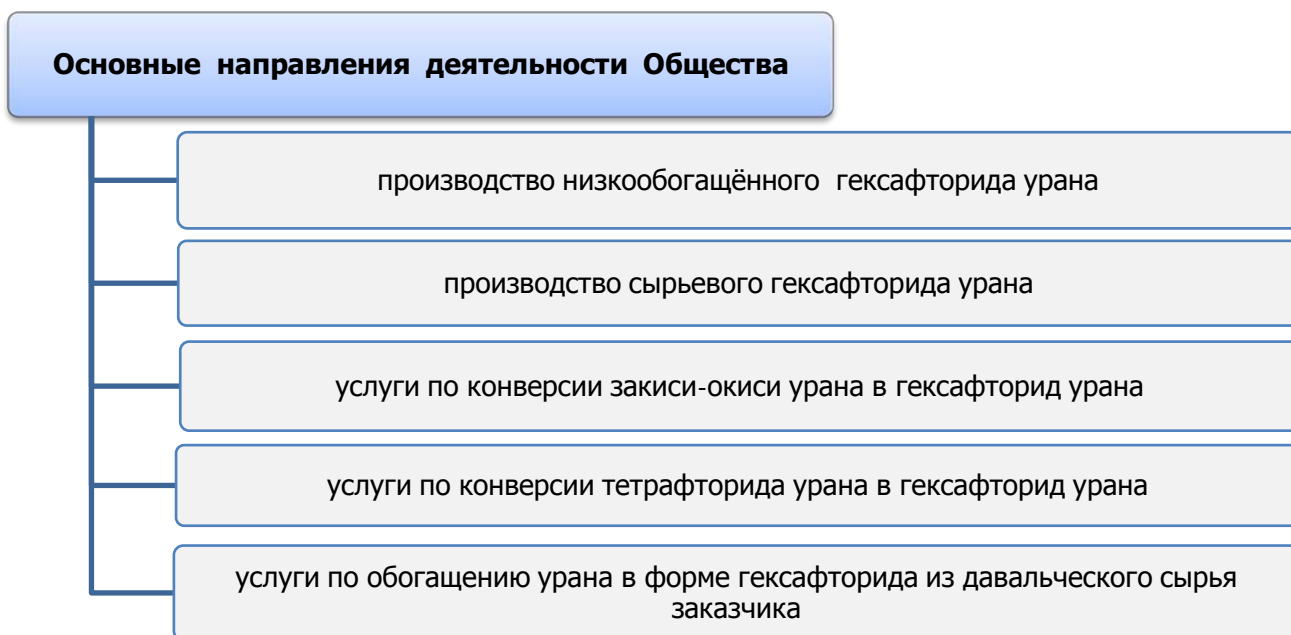 Основные направления деятельности Общества
производство низкообогащённого гексафторида урана
производство сырьевого гексафторида урана
услуги по конверсии закиси-окиси урана в гексафторид урана
услуги по конверсии тетрафторида урана в гексафторид урана
услуги по обогащению урана в форме гексафторида из давальческого сырья
заказчика